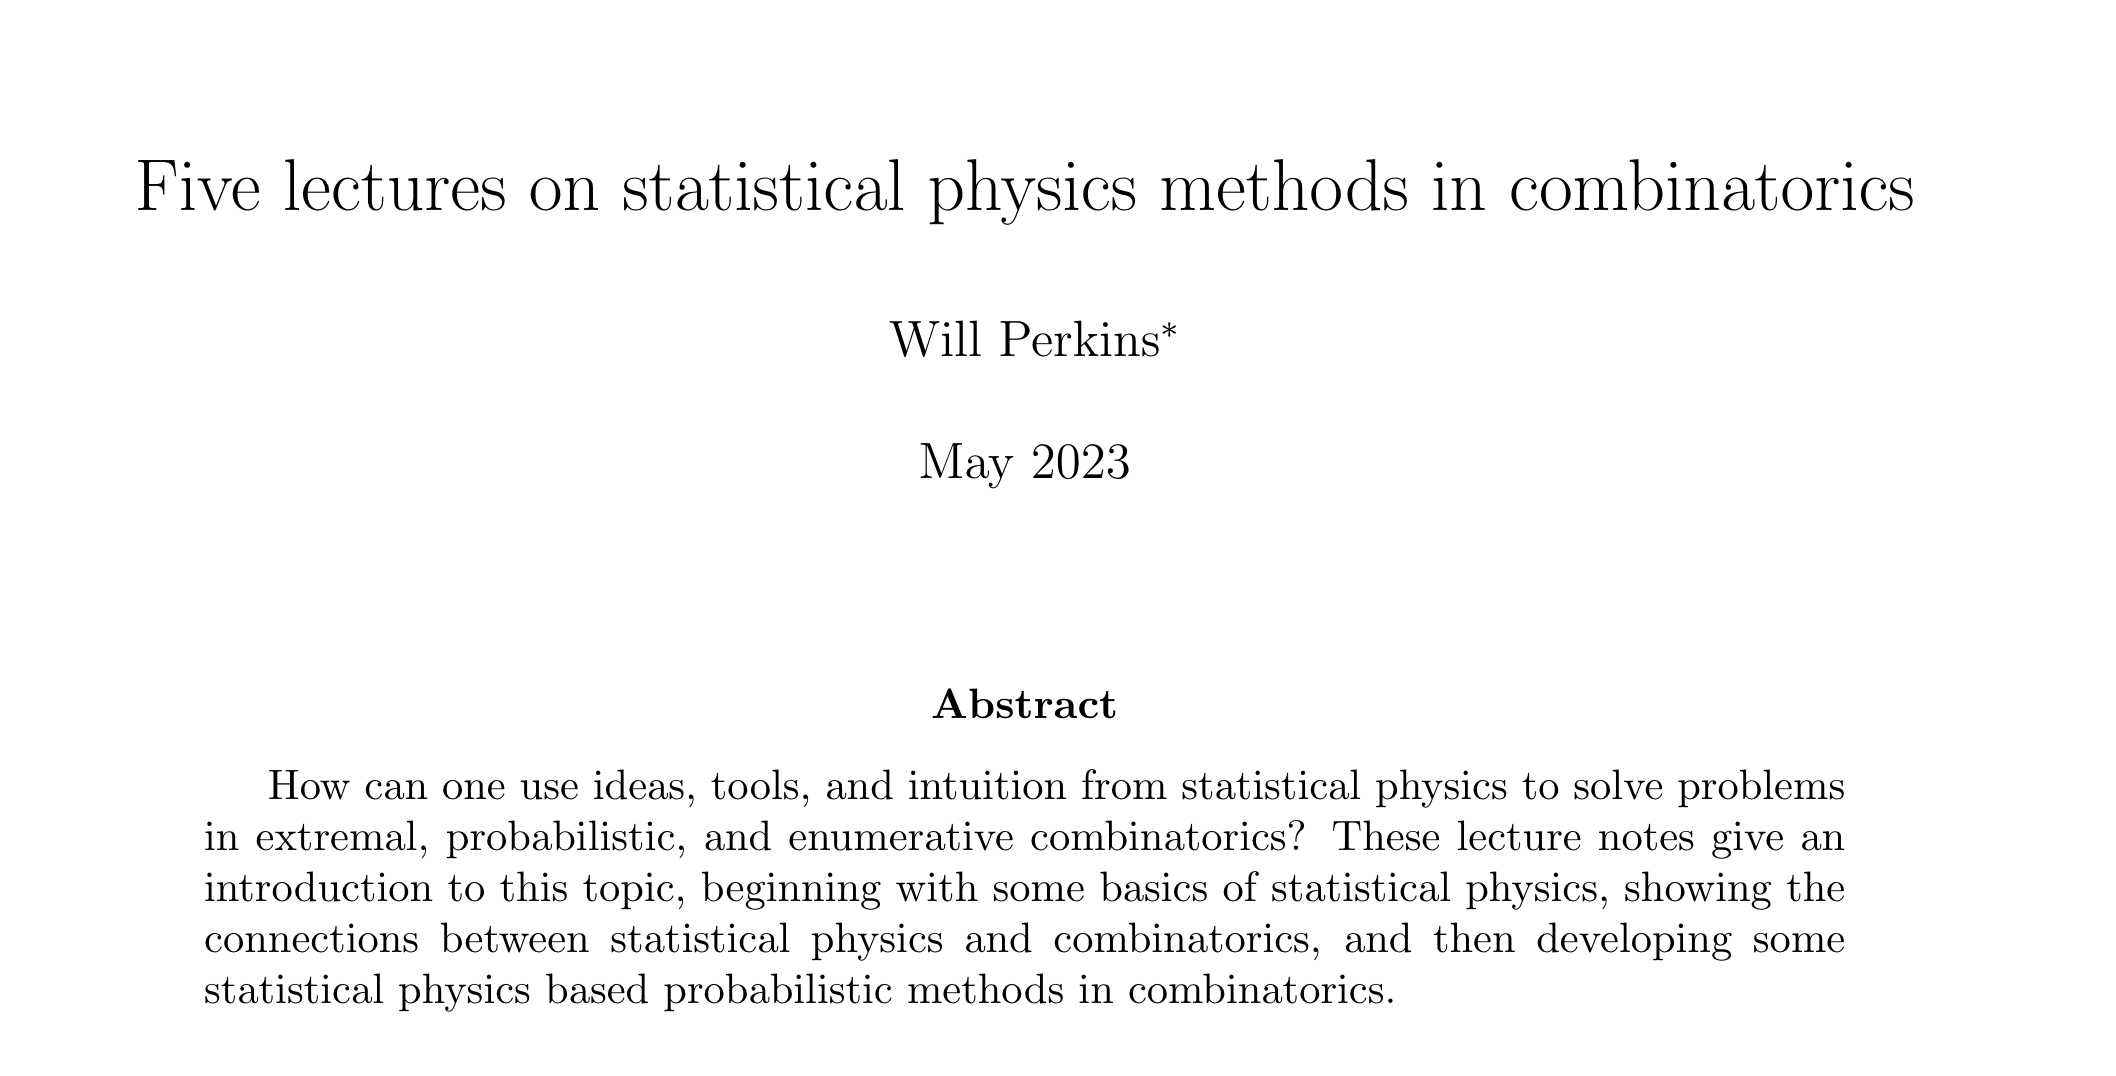 Five lectures on statistical physics methods in combinatorics
Will Perkins*
May 2023
Abstract
How can one use ideas, tools, and intuition from statistical physics to solve problems
in extremal, probabilistic, and enumerative combinatorics? These lecture notes give an
introduction to this topic, beginning with some basics of statistical physics, showing the
connections between statistical physics and combinatorics, and then developing some
statistical physics based probabilistic methods in combinatorics.